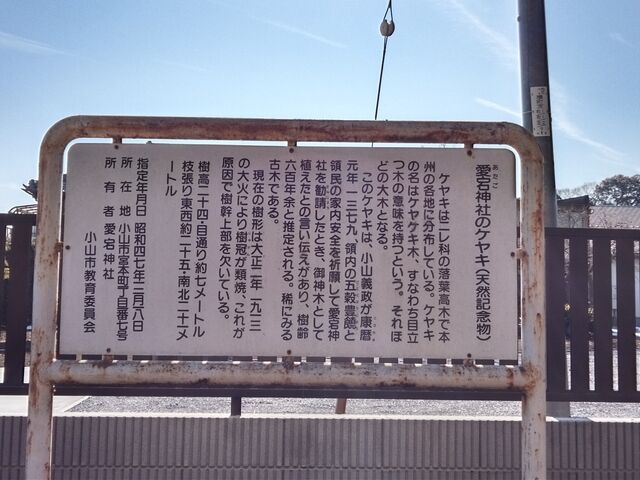 愛宕神社のケヤキ(天然記念物)
あたご
ケヤキはニレ科の落葉高木で本
州の各地に分布している。ケヤキ
の名はケヤケキ木、すなわち目立
つ木の意味を持つという。それほ
どの大木となる。
このケヤキは、小山義政が康暦
元年一三七九、領内の五穀豊饒と
領民の家内安全を祈願して愛宕神
社を勧請したとき、御神木として
植えたとの言い伝えがあり、樹齢
六百年余と推定される。稀にみる
古木である。
現在の樹形は大正二年一九一三
の大火により樹冠が類焼、これが
原因で樹幹上部を欠いている。
樹高二十四・目通り約七メートル
枝張り東西約二十五・南北二十一メ
ートル
指定年月日 昭和四七年二月八日
所在地 小山市宮本町一丁目二番七号
所有者 愛宕神社
小山市教育委員会